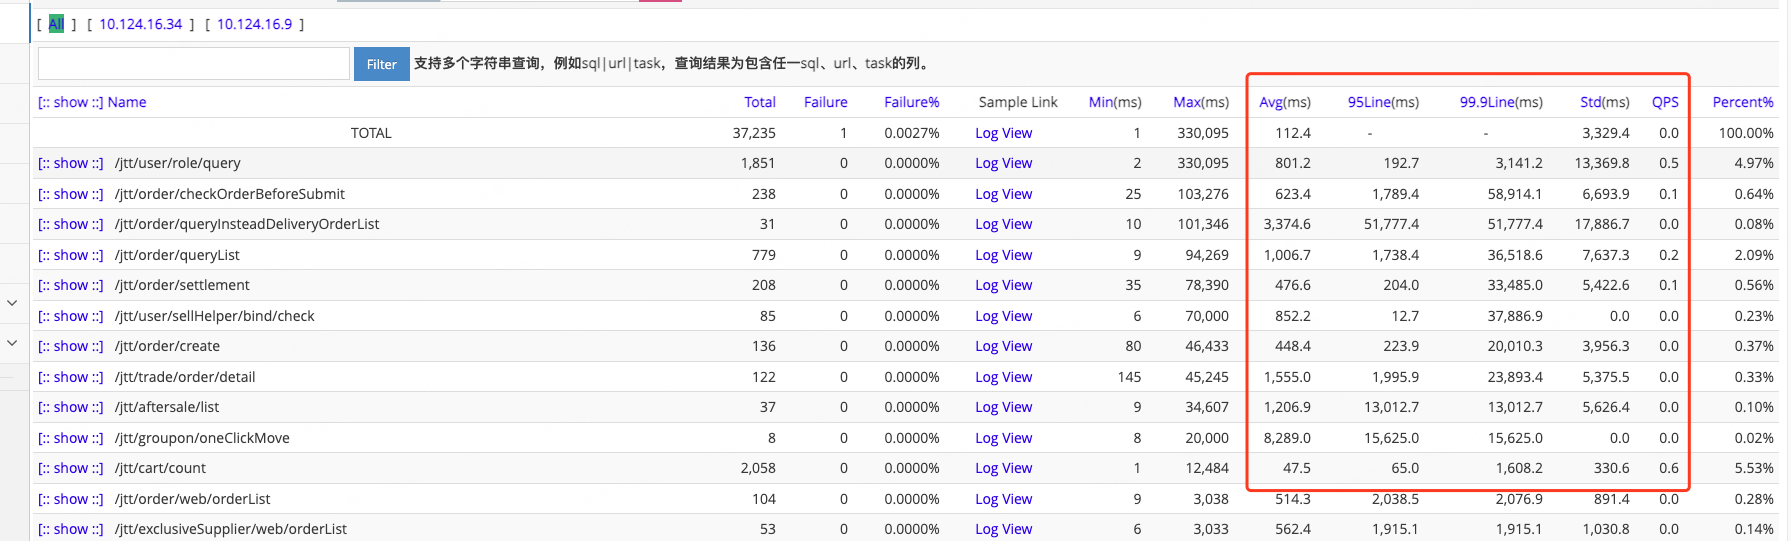 [ All ] [ 10.124.16.34 ] [ 10.124.16.9 ]
Filter 支持多个字符串查询，例如sql|url|task，查询结果为包含任一sql、url、task的列。
[:: show ::] Name Total Failure Failure% Sample Link Min(ms) Max(ms) Avg(ms) 95Line(ms) 99.9Line(ms) Std(ms) QPS Percent%
TOTAL 37,235 1 0.0027% Log View 1 330,095 112.4 - - 3,329.4 0.0 100.00%
[:: show ::] /jtt/user/role/query 1,851 0 0.0000% Log View 2 330,095 801.2 192.7 3,141.2 13,369.8 0.5 4.97%
[:: show ::] /jtt/order/checkOrderBeforeSubmit 238 0 0.0000% Log View 25 103,276 623.4 1,789.4 58,914.1 6,693.9 0.1 0.64%
[:: show ::] /jtt/order/queryInsteadDeliveryOrderList 31 0 0.0000% Log View 10 101,346 3,374.6 51,777.4 51,777.4 17,886.7 0.0 0.08%
[:: show ::] /jtt/order/queryList 779 0 0.0000% Log View 9 94,269 1,006.7 1,738.4 36,518.6 7,637.3 0.2 2.09%
[:: show ::] /jtt/order/settlement 208 0 0.0000% Log View 35 78,390 476.6 204.0 33,485.0 5,422.6 0.1 0.56%
[:: show ::] /jtt/user/sellHelper/bind/check 85 0 0.0000% Log View 6 70,000 852.2 12.7 37,886.9 0.0 0.0 0.23%
[:: show ::] /jtt/order/create 136 0 0.0000% Log View 80 46,433 448.4 223.9 20,010.3 3,956.3 0.0 0.37%
[:: show ::] /jtt/trade/order/detail 122 0 0.0000% Log View 145 45,245 1,555.0 1,995.9 23,893.4 5,375.5 0.0 0.33%
[:: show ::] /jtt/aftersale/list 37 0 0.0000% Log View 9 34,607 1,206.9 13,012.7 13,012.7 5,626.4 0.0 0.10%
[:: show ::] /jtt/groupon/oneClickMove 8 0 0.0000% Log View 8 20,000 8,289.0 15,625.0 15,625.0 0.0 0.0 0.02%
[:: show ::] /jtt/cart/count 2,058 0 0.0000% Log View 1 12,484 47.5 65.0 1,608.2 330.6 0.6 5.53%
[:: show ::] /jtt/order/web/orderList 104 0 0.0000% Log View 9 3,038 514.3 2,038.5 2,076.9 891.4 0.0 0.28%
[:: show ::] /jtt/exclusiveSupplier/web/orderList 53 0 0.0000% Log View 6 3,033 562.4 1,915.1 1,915.1 1,030.8 0.0 0.14%